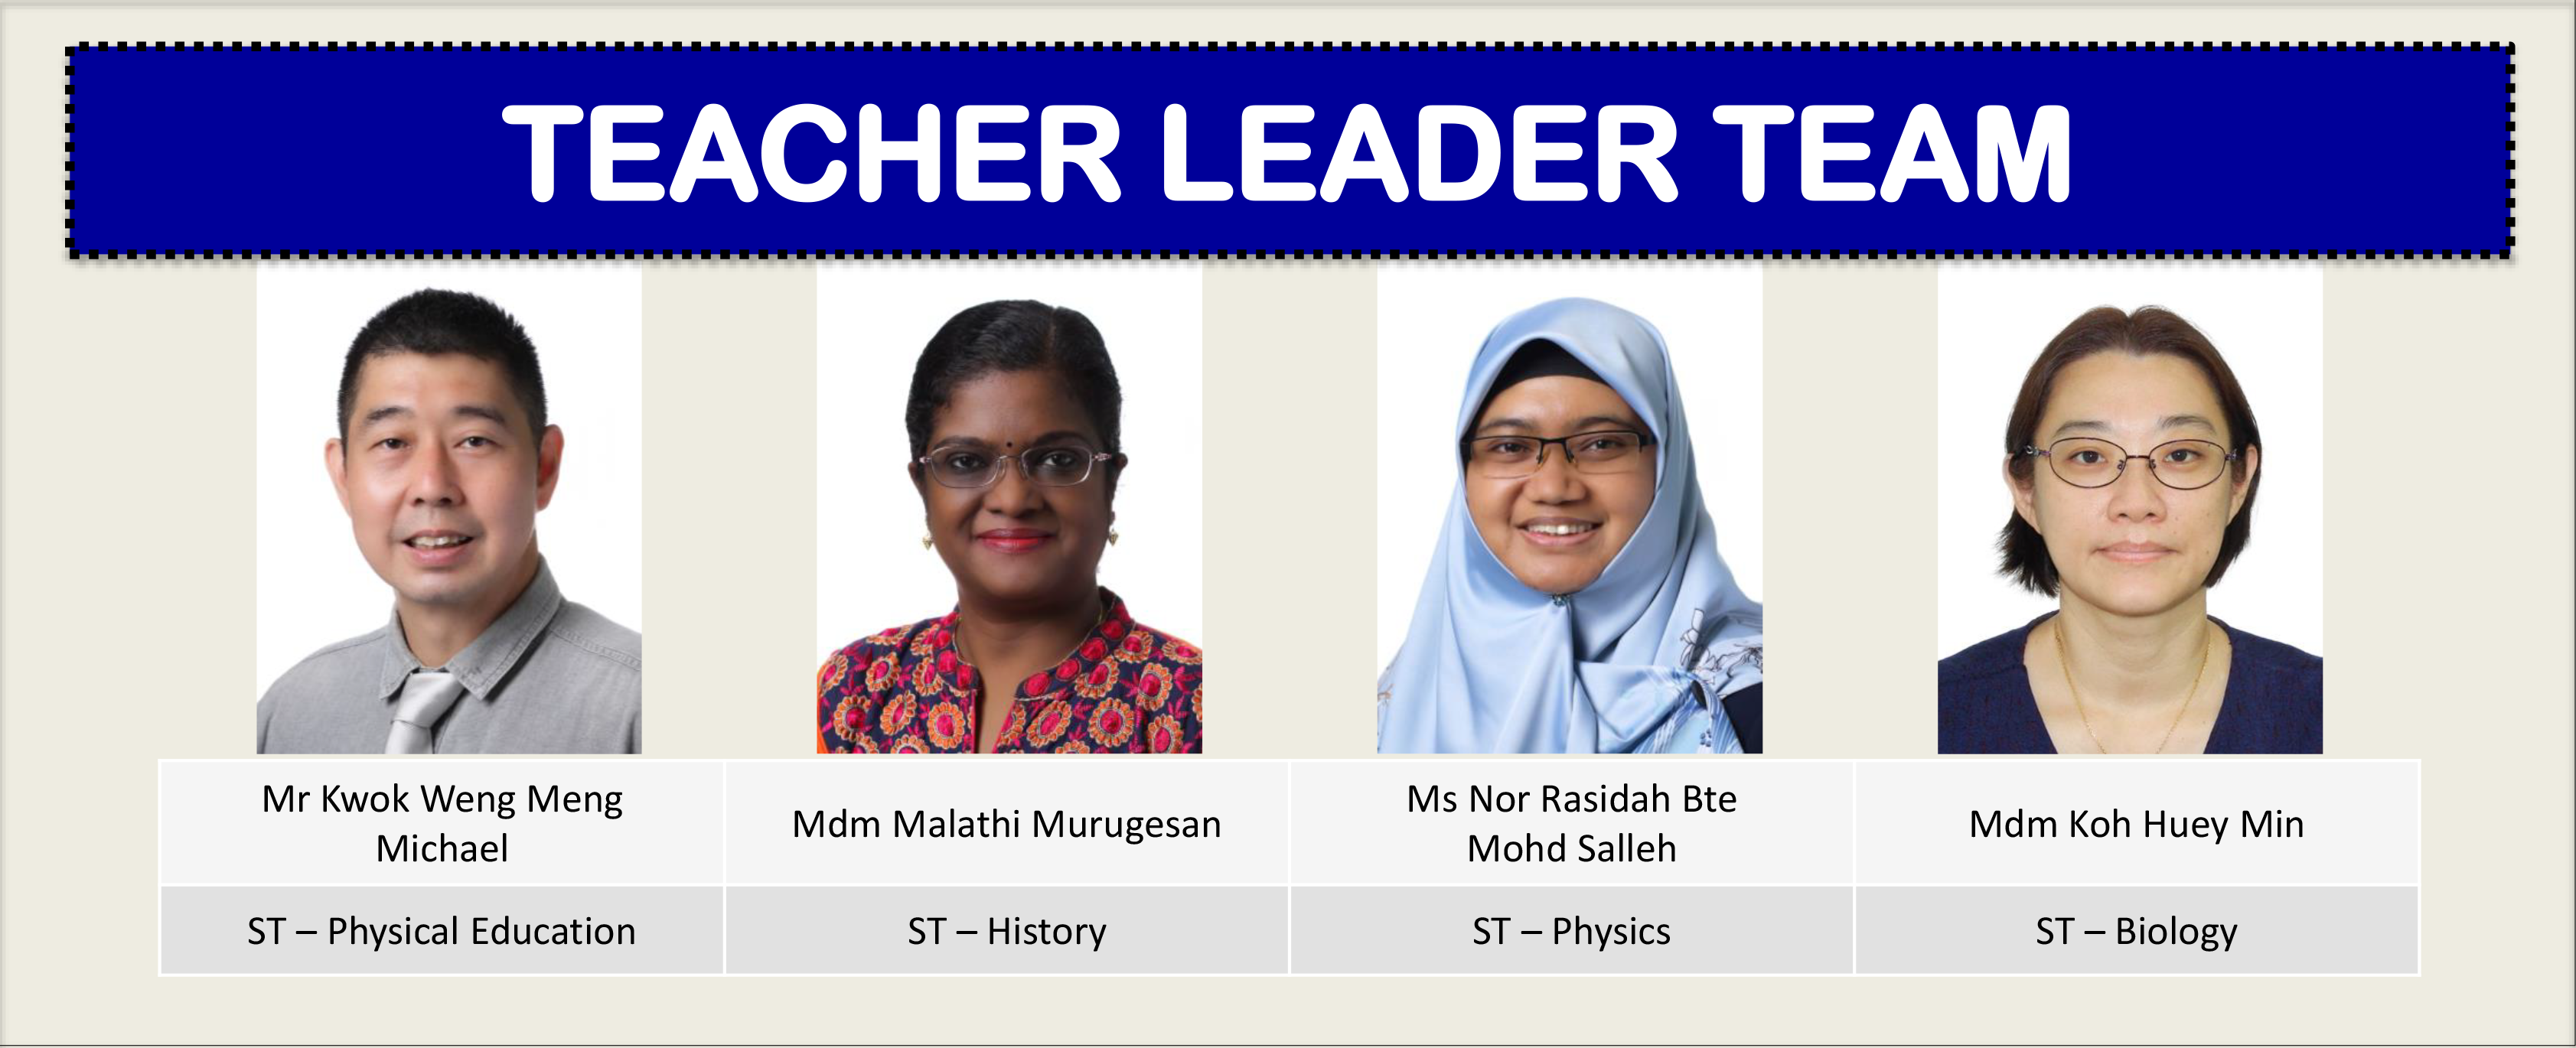 TEACHER LEADER TEAM
Mr Kwok Weng Meng
Michael
Mdm Malathi Murugesan
Ms Nor Rasidah Bte
Mohd Salleh
Mdm Koh Huey Min
ST – Physical Education
ST – History
ST – Physics
ST – Biology